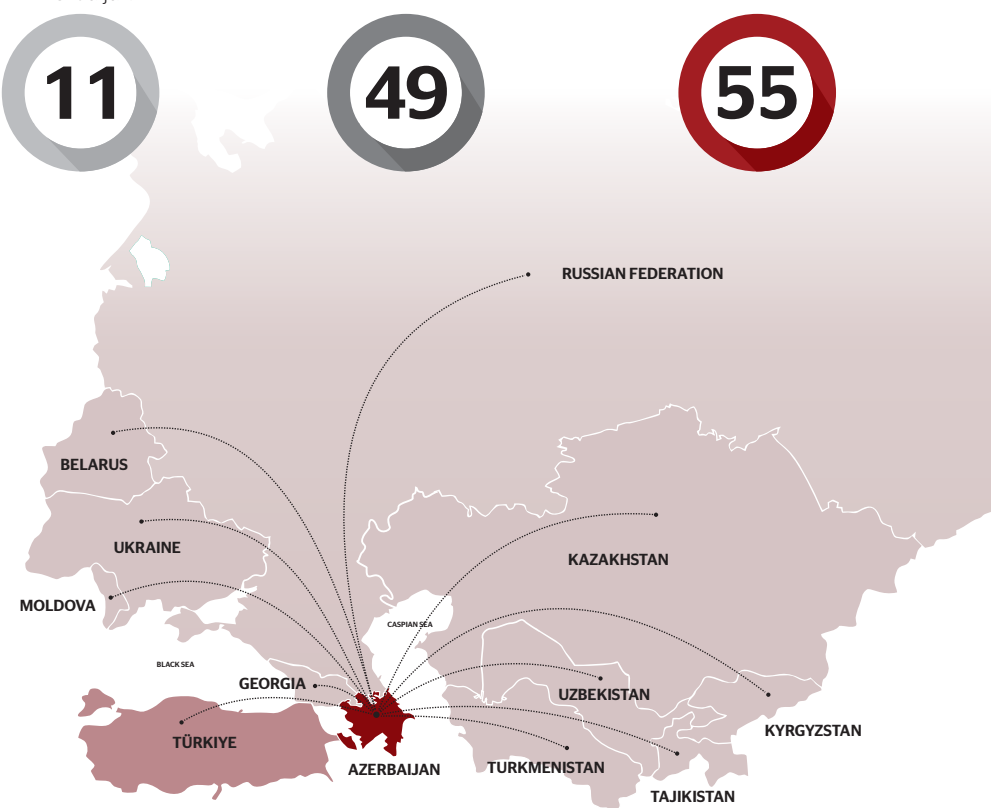 11
49
55
RUSSIAN FEDERATION
BELARUS
UKRAINE
KAZAKHSTAN
MOLDOVA
CASPIAN SEA
BLACK SEA
GEORGIA
UZBEKISTAN
KYRGYZSTAN
TÜRKIYE
AZERBAIJAN
TURKMENISTAN
TAJIKISTAN